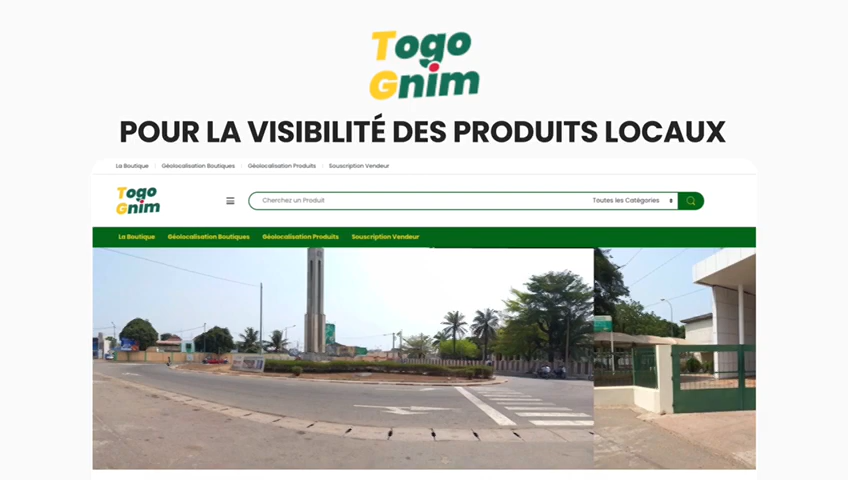 Togo
Gnim
POUR LA VISIBILITÉ DES PRODUITS LOCAUX
La Boutique Géolocalisation Boutiques Géolocalisation Produits Souscription Vendeur
Togo
Gnim
Cherchez un Produit Toutes les Catégories
La Boutique Géolocalisation Boutiques Géolocalisation Produits Souscription Vendeur